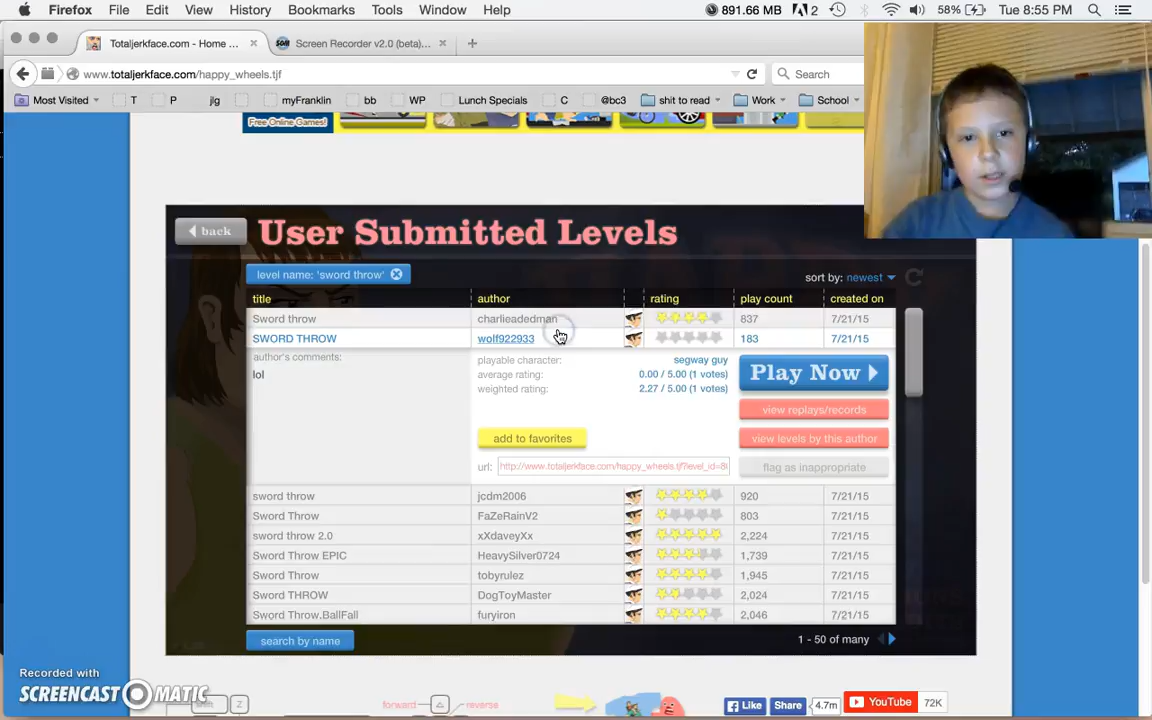 Firefox File Edit View History Bookmarks Tools Window Help 891.66 MB 2 58% Tue 8:55 PM
Totaljerkface.com - Home ... Screen Recorder v2.0 (beta)...
www.totaljerkface.com/happy_wheels.tjf Search
Most Visited T P jlg myFranklin bb WP Lunch Specials C @bc3 shit to read Work School
Free Online Games!
back User Submitted Levels
level name: 'sword throw' sort by: newest
title author rating play count created on
Sword throw charlieadedman 837 7/21/15
SWORD THROW wolf922933 183 7/21/15
author's comments: playable character: segway guy Play Now
lol average rating: 0.00 / 5.00 (1 votes)
weighted rating: 2.27 / 5.00 (1 votes)
view replays/records
add to favorites view levels by this author
url: http://www.totaljerkface.com/happy_wheels.tjf?level_id=8 flag as inappropriate
sword throw jcdm2006 920 7/21/15
Sword Throw FaZeRainV2 803 7/21/15
sword throw 2.0 xXdaveyXx 2,224 7/21/15
Sword Throw EPIC HeavySilver0724 1,739 7/21/15
Sword Throw tobyrulez 1,945 7/21/15
Sword THROW DogToyMaster 2,024 7/21/15
Sword Throw,BallFall furyiron 2,046 7/21/15
search by name 1 - 50 of many
Recorded with
SCREENCAST MATIC
Z forward reverse Like Share 4.7m YouTube 72K